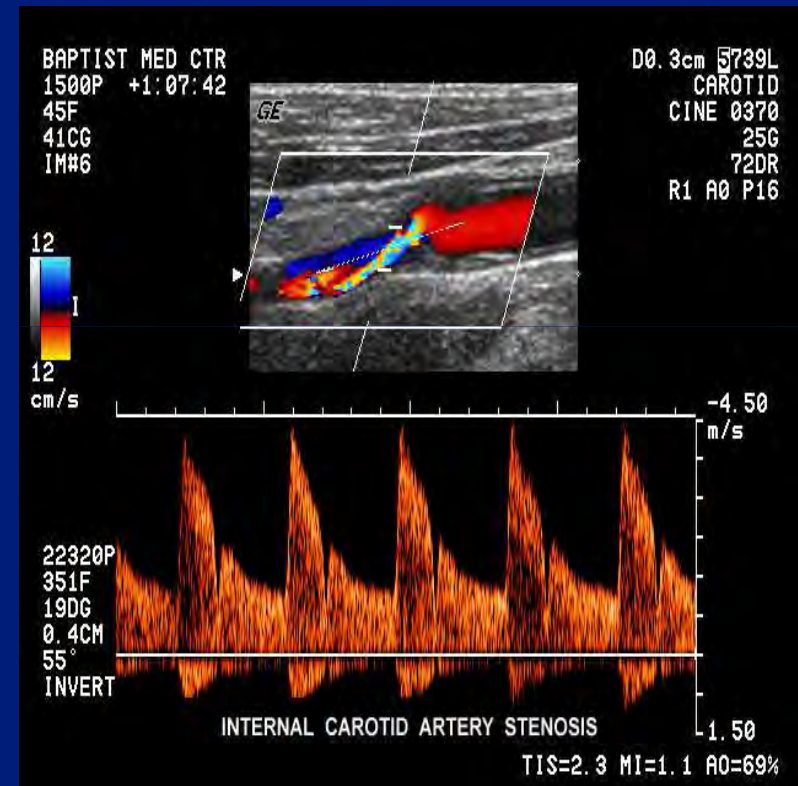 BAPTIST MED CTR
1500P +1:07:42
45F
41CG
IM#6
D0.3cm 5739L
CAROTID
CINE 0370
25G
72DR
R1 A0 P16
GE
12
I
12
cm/s
-4.50
m/s
22320P
351F
19DG
0.4CM
55°
INVERT
1.50
INTERNAL CAROTID ARTERY STENOSIS
TIS=2.3 MI=1.1 AO=69%